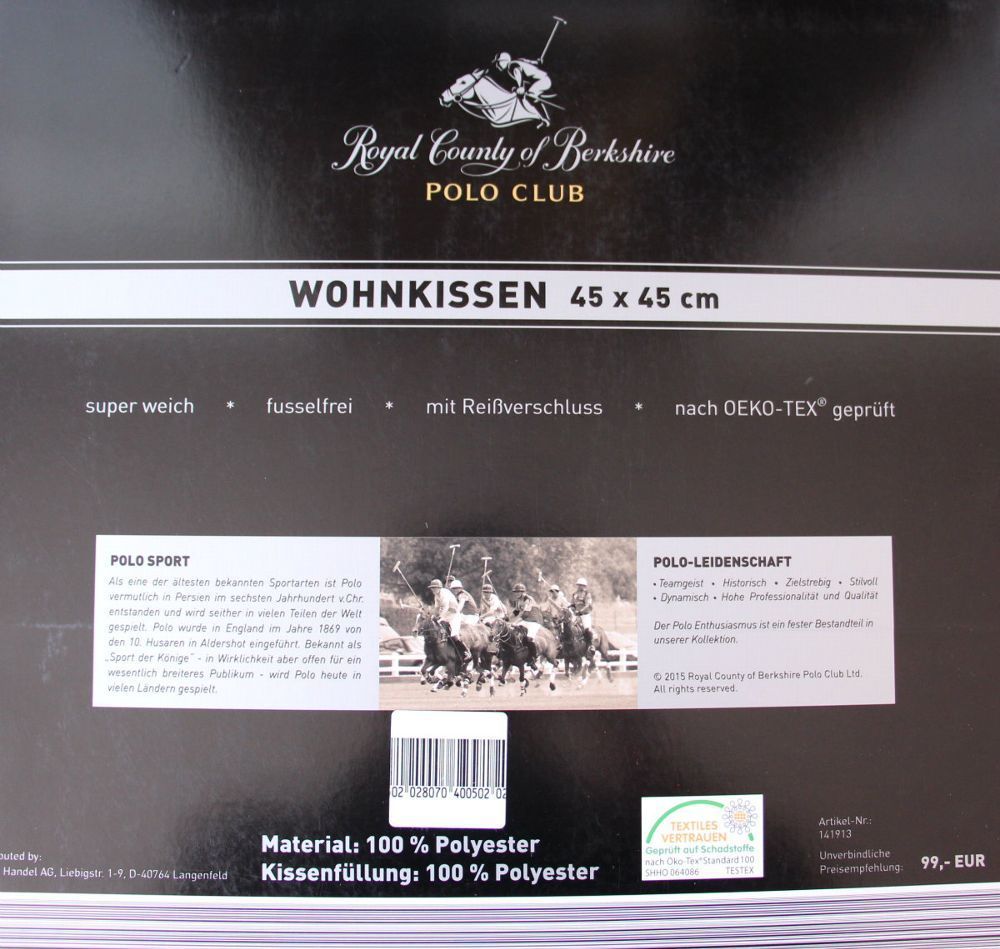 Royal County of Berkshire
POLO CLUB
WOHNKISSEN 45 x 45 cm
super weich * fusselfrei * mit Reißverschluss * nach OEKO-TEX® geprüft
POLO SPORT
Als eine der ältesten bekannten Sportarten ist Polo
vermutlich in Persien im sechsten Jahrhundert v.Chr.
entstanden und wird seither in vielen Teilen der Welt
gespielt. Polo wurde in England im Jahre 1869 von
den 10. Husaren in Aldershot eingeführt. Bekannt als
„Sport der Könige“ - in Wirklichkeit aber offen für ein
wesentlich breiteres Publikum - wird Polo heute in
vielen Ländern gespielt.
POLO-LEIDENSCHAFT
• Teamgeist • Historisch • Zielstrebig • Stilvoll
• Dynamisch • Hohe Professionalität und Qualität
Der Polo Enthusiasmus ist ein fester Bestandteil in
unserer Kollektion.
© 2015 Royal County of Berkshire Polo Club Ltd.
All rights reserved.
02 028070 400502 02
Material: 100 % Polyester
Kissenfüllung: 100 % Polyester
buted by:
Handel AG, Liebigstr. 1-9, D-40764 Langenfeld
TEXTILES
VERTRAUEN
Geprüft auf Schadstoffe
nach Öko-Tex® Standard 100
SHHO 064086 TESTEX
Artikel-Nr.:
141913
Unverbindliche
Preisempfehlung: 99,- EUR